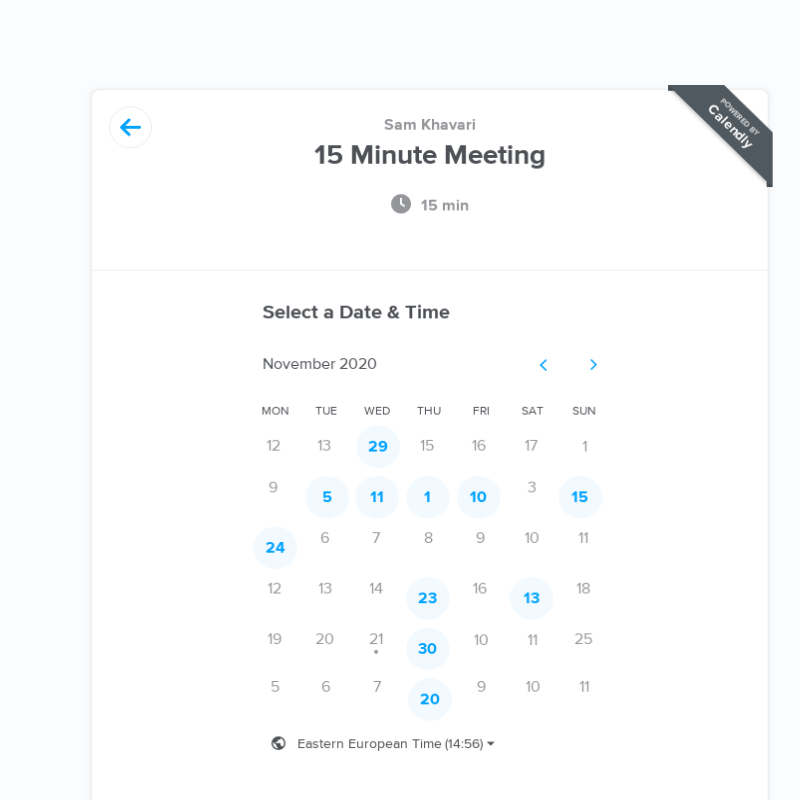 POWERED BY
Calendly
Sam Khavari
15 Minute Meeting
15 min
Select a Date & Time
November 2020
MON TUE WED THU FRI SAT SUN
12 13 29 15 16 17 1
9 5 11 1 10 3 15
24 6 7 8 9 10 11
12 13 14 23 16 13 18
19 20 21 30 10 11 25
5 6 7 20 9 10 11
Eastern European Time (14:56)